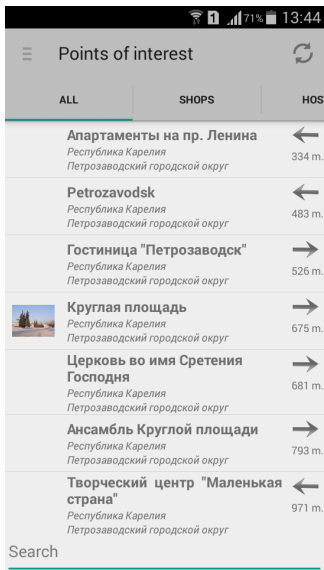 1 71% 13:44
Points of interest
ALL SHOPS HOS
Апартаменты на пр. Ленина
Республика Карелия
334 m.
Петрозаводский городской округ
Petrozavodsk
Республика Карелия
483 m.
Петрозаводский городской округ
Гостиница "Петрозаводск"
Республика Карелия
526 m.
Петрозаводский городской округ
Круглая площадь
Республика Карелия
675 m.
Петрозаводский городской округ
Церковь во имя Сретения
Господня
681 m.
Республика Карелия
Петрозаводский городской округ
Ансамбль Круглой площади
Республика Карелия
793 m.
Петрозаводский городской округ
Творческий центр "Маленькая
страна"
971 m.
Республика Карелия
Петрозаводский городской округ
Search